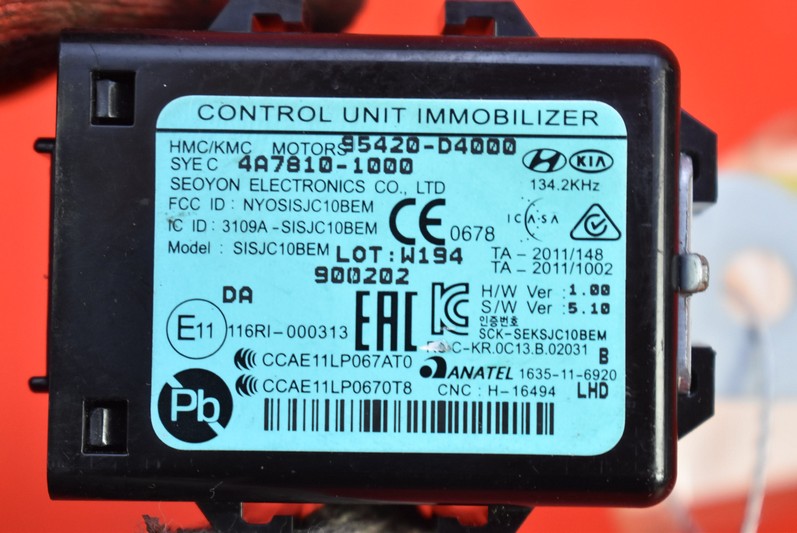 CONTROL UNIT IMMOBILIZER
HMC/KMC MOTORS 95420-D4000
SYE C 4A7810-1000
KIA
SEOYON ELECTRONICS CO., LTD
134.2KHz
FCC ID : NYOSISJC10BEM
IC ID : 3109A -SISJC10BEM
CE 0678
ICASA
Model : SISJC10BEM
LOT:W194
TA - 2011/148
900202
TA - 2011/1002
DA
H/W Ver : 1.00
S/W Ver : 5.10
EAC
인증번호
E11 116RI-000313
SCK-SEKSJC10BEM
C-KR.0C13.B.02031 B
CCAE11LP067AT0
ANATEL 1635-11-6920
CCAE11LP0670T8
CNC : H-16494 LHD
Pb